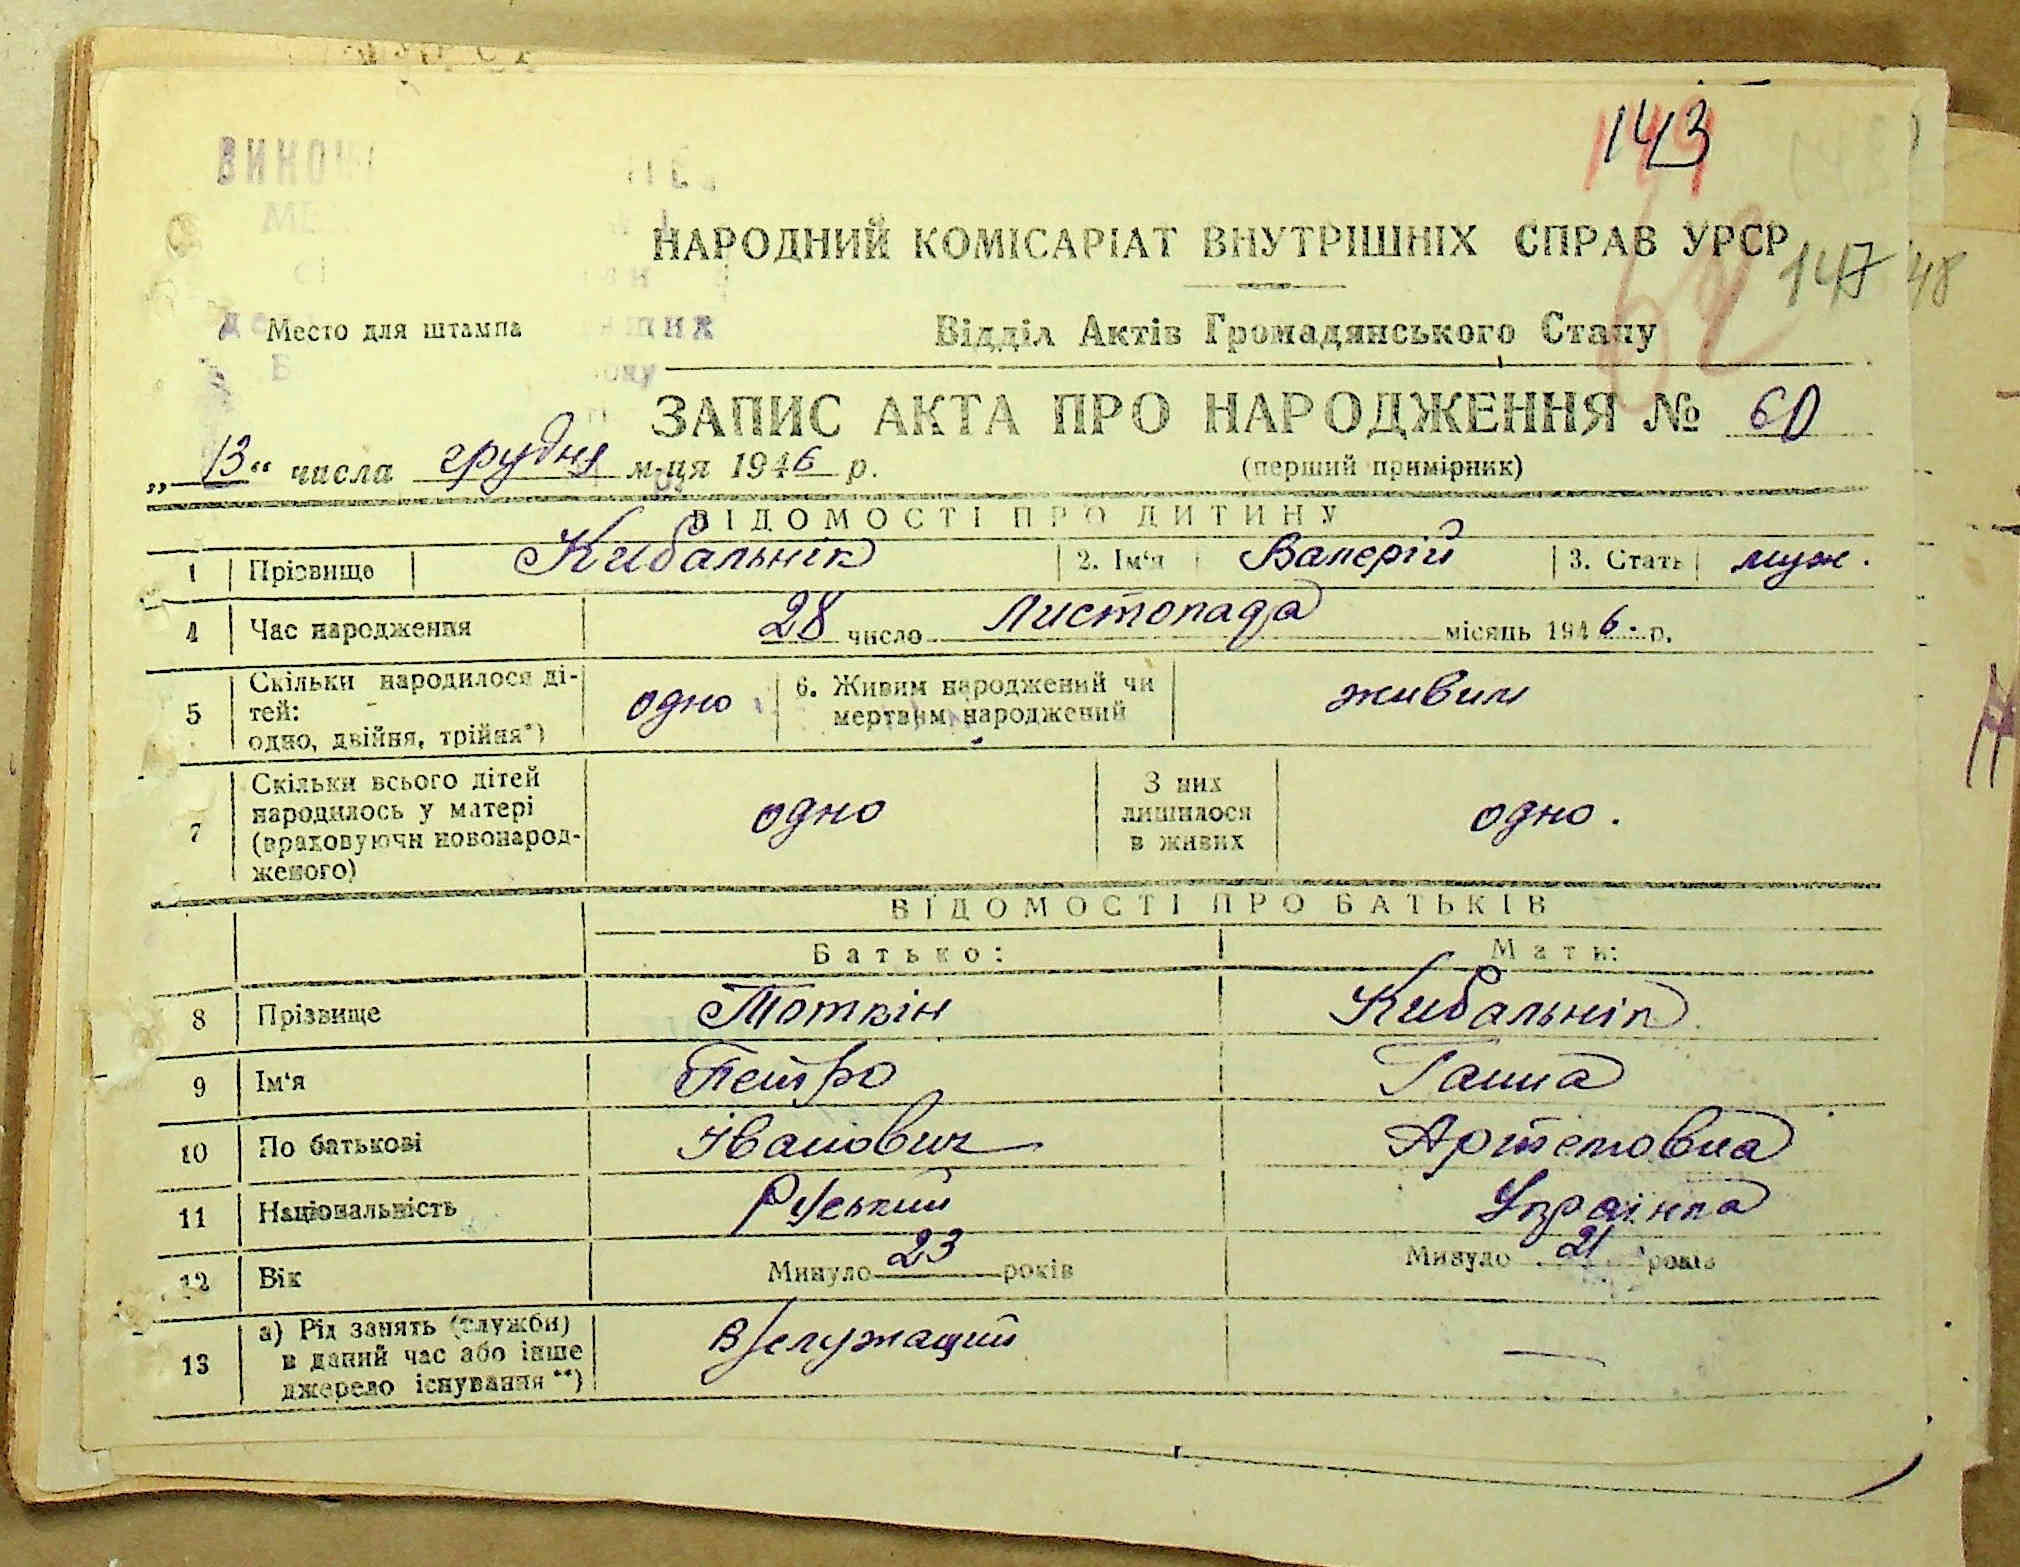 143
НАРОДНИЙ КОМІСАРІАТ ВНУТРІШНІХ СПРАВ УРСР
147 48
62
Место для штампа
Відділ Актів Громадянського Стану
ЗАПИС АКТА ПРО НАРОДЖЕННЯ № 60
„13“ числа грудня м-ця 1946 р. (перший примірник)
ВІДОМОСТІ ПРО ДИТИНУ
1 Прізвище Кибальнік 2. Ім‘я Валерій 3. Стать муж.
4 Час народження 28 число Листопада місяць 1946. р.
5 Скільки народилося дітей: одно, двійня, трійня*) одно 6. Живим народжений чи мертвим народжений живим
7 Скільки всього дітей народилось у матері (враховуючи новонародженого) одно З них лишилося в живих одно.
ВІДОМОСТІ ПРО БАТЬКІВ
Батько: Мати:
8 Прізвище Тоткін Кибальнік
9 Ім‘я Петро Ганна
10 По батькові Іванович Артемовна
11 Національність Руський Українка
12 Вік Минуло 23 років Минуло 21 років
13 а) Рід занять (служби) в даний час або інше джерело існування**) в/служащий —